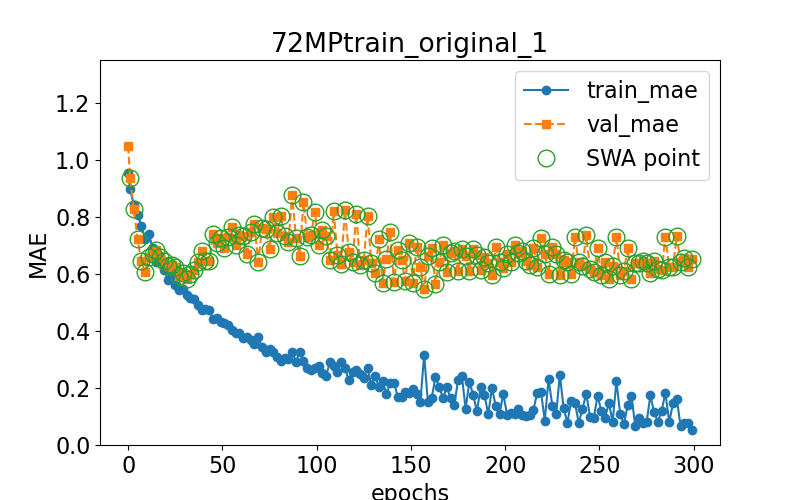 72MPtrain_original_1
MAE
1.2
1.0
0.8
0.6
0.4
0.2
0.0
train_mae
val_mae
SWA point
0 50 100 150 200 250 300
epochs